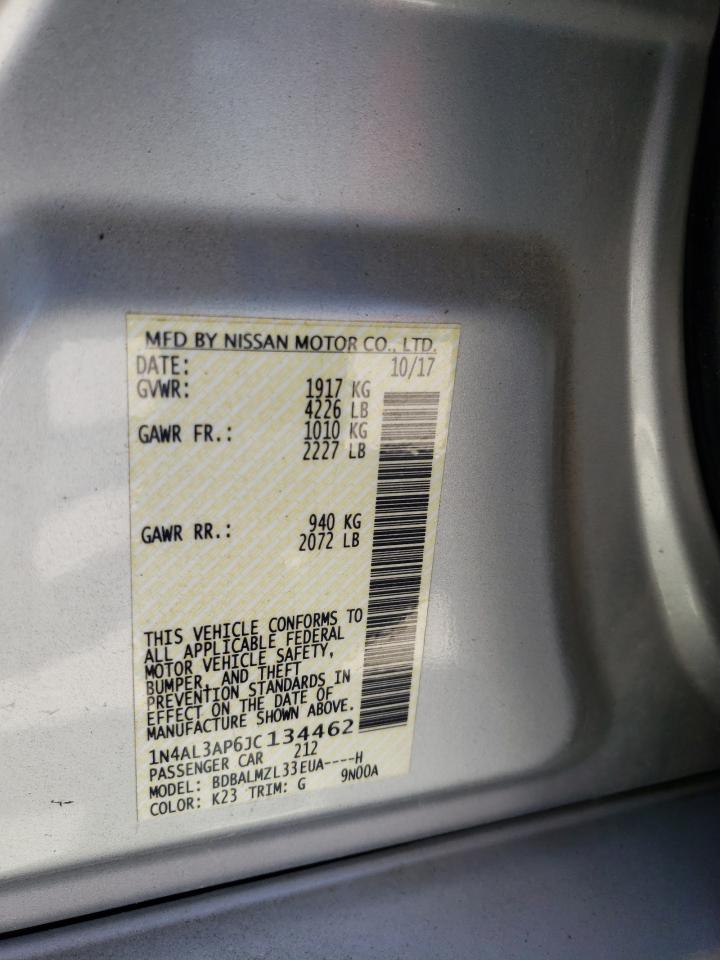 MFD BY NISSAN MOTOR CO., LTD.
DATE: 10/17
GVWR: 1917 KG
4226 LB
GAWR FR.: 1010 KG
2227 LB
GAWR RR.: 940 KG
2072 LB
THIS VEHICLE CONFORMS TO
ALL APPLICABLE FEDERAL
MOTOR VEHICLE SAFETY,
BUMPER, AND THEFT
PREVENTION STANDARDS IN
EFFECT ON THE DATE OF
MANUFACTURE SHOWN ABOVE.
1N4AL3AP6JC134462
PASSENGER CAR 212
MODEL: BDBALMZL33EUA----H
COLOR: K23 TRIM: G 9N00A